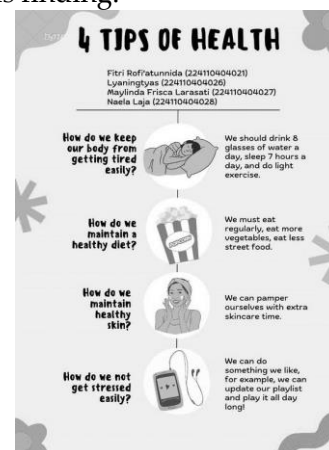 s finding.
4 TIPS OF HEALTH
Fitri Rofi'atunnida (224110404021)
Lyaningtyas (224110404026)
Maylinda Frisca Larasati (224110404027)
Naela Laja (224110404028)
How do we keep
our body from
getting tired
easily?
We should drink 8
glasses of water a
day, sleep 7 hours a
day, and do light
exercise.
How do we
maintain a
healthy diet?
POPCORN
We must eat
regularly, eat more
vegetables, eat less
street food.
How do we
maintain
healthy
skin?
We can pamper
ourselves with extra
skincare time.
How do we not
get stressed
easily?
We can do
something we like,
for example, we can
update our playlist
and play it all day
long!